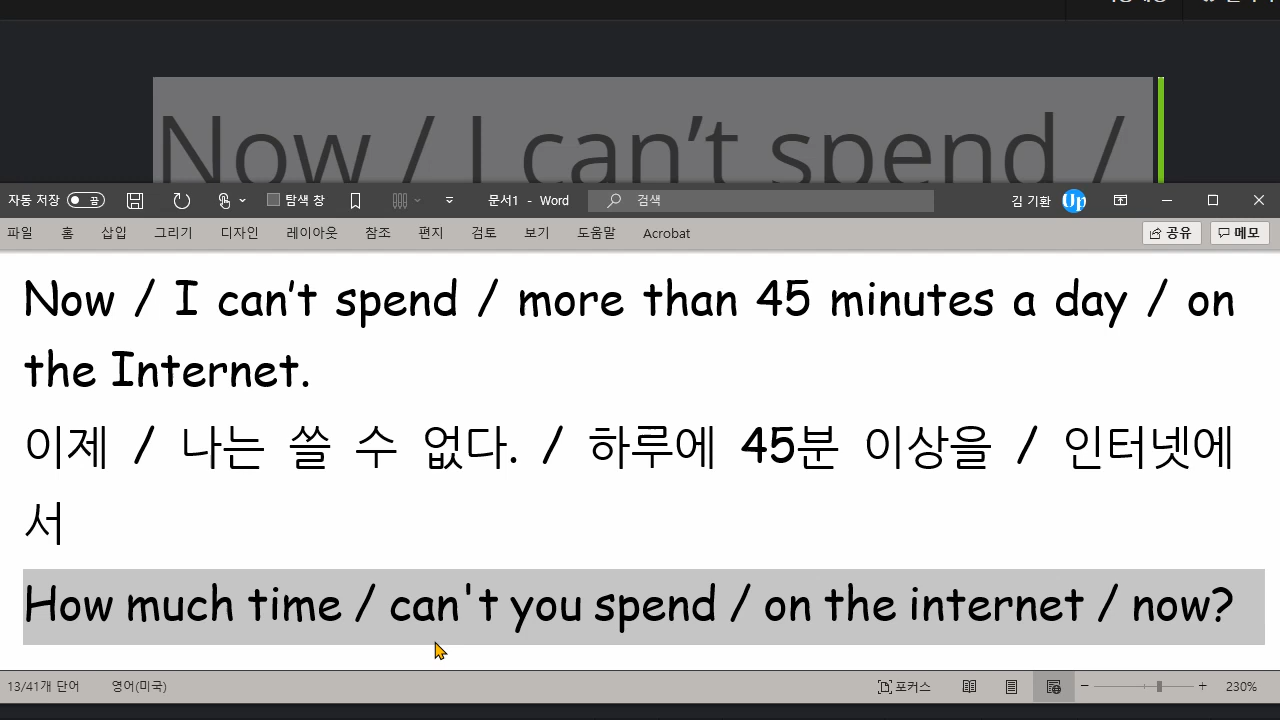 Now / I can’t spend /
자동 저장 끔 탐색 창 문서1 - Word 검색 김 기환 Up
파일 홈 삽입 그리기 디자인 레이아웃 참조 편지 검토 보기 도움말 Acrobat 공유 메모
Now / I can’t spend / more than 45 minutes a day / on
the Internet.
이제 / 나는 쓸 수 없다. / 하루에 45분 이상을 / 인터넷에
서
How much time / can't you spend / on the internet / now?
13/41개 단어 영어(미국) 포커스 230%